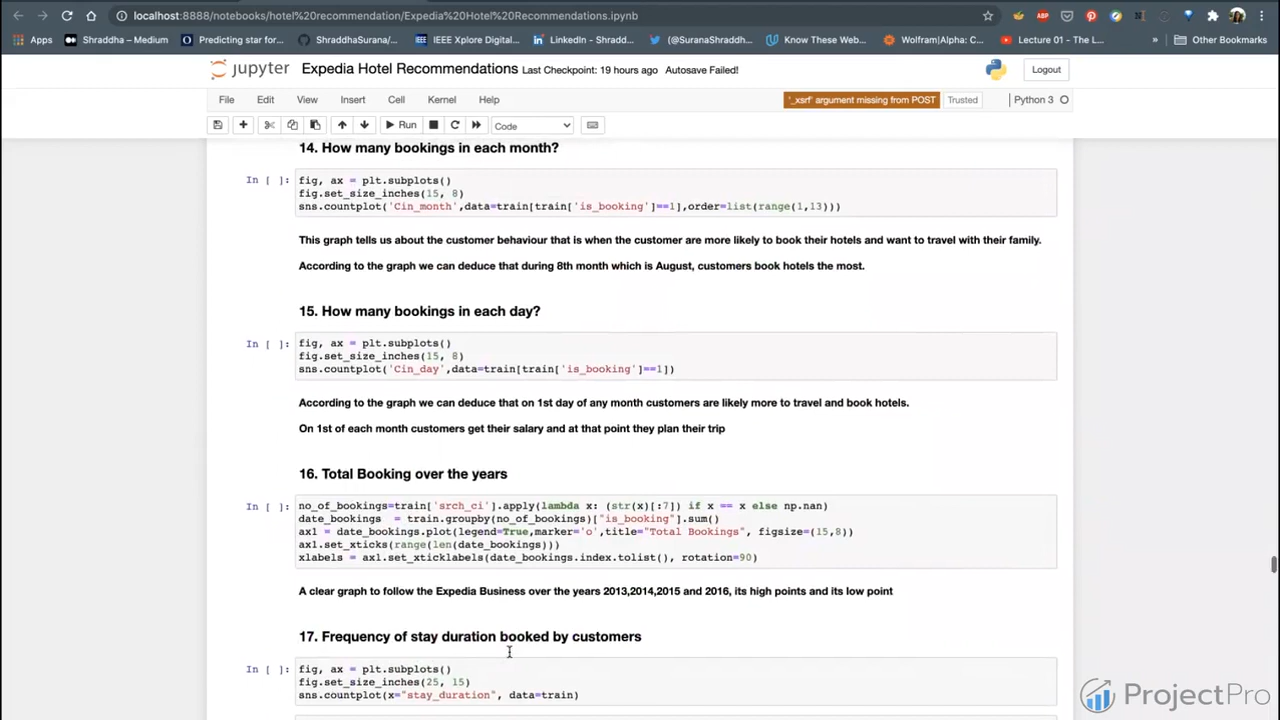 localhost:8888/notebooks/hotel%20recommendation/Expedia%20Hotel%20Recommendations.ipynb
Apps Shraddha – Medium Predicting star for... ShraddhaSuna/... IEEE Xplore Digital... LinkedIn - Shradd... Twitter (@SuranaShraddh... Know These Web... Wolfram|Alpha: C... Lecture 01 - The L... » Other Bookmarks
jupyter Expedia Hotel Recommendations Last Checkpoint: 19 hours ago Autosave Failed! Logout
File Edit View Insert Cell Kernel Help '_xsrf' argument missing from POST Trusted Python 3
Run Code
14. How many bookings in each month?
In [ ]: fig, ax = plt.subplots()
fig.set_size_inches(15, 8)
sns.countplot('Cin_month',data=train[train['is_booking']==1],order=list(range(1,13)))
This graph tells us about the customer behaviour that is when the customer are more likely to book their hotels and want to travel with their family.
According to the graph we can deduce that during 8th month which is August, customers book hotels the most.
15. How many bookings in each day?
In [ ]: fig, ax = plt.subplots()
fig.set_size_inches(15, 8)
sns.countplot('Cin_day',data=train[train['is_booking']==1])
According to the graph we can deduce that on 1st day of any month customers are likely more to travel and book hotels.
On 1st of each month customers get their salary and at that point they plan their trip
16. Total Booking over the years
In [ ]: no_of_bookings=train['srch_ci'].apply(lambda x: (str(x)[:7]) if x == x else np.nan)
date_bookings  = train.groupby(no_of_bookings)["is_booking"].sum()
ax1 = date_bookings.plot(legend=True,marker='o',title="Total Bookings", figsize=(15,8))
ax1.set_xticks(range(len(date_bookings)))
xlabels = ax1.set_xticklabels(date_bookings.index.tolist(), rotation=90)
A clear graph to follow the Expedia Business over the years 2013,2014,2015 and 2016, its high points and its low point
17. Frequency of stay duration booked by customers
In [ ]: fig, ax = plt.subplots()
fig.set_size_inches(25, 15)
sns.countplot(x="stay_duration", data=train)
ProjectPro